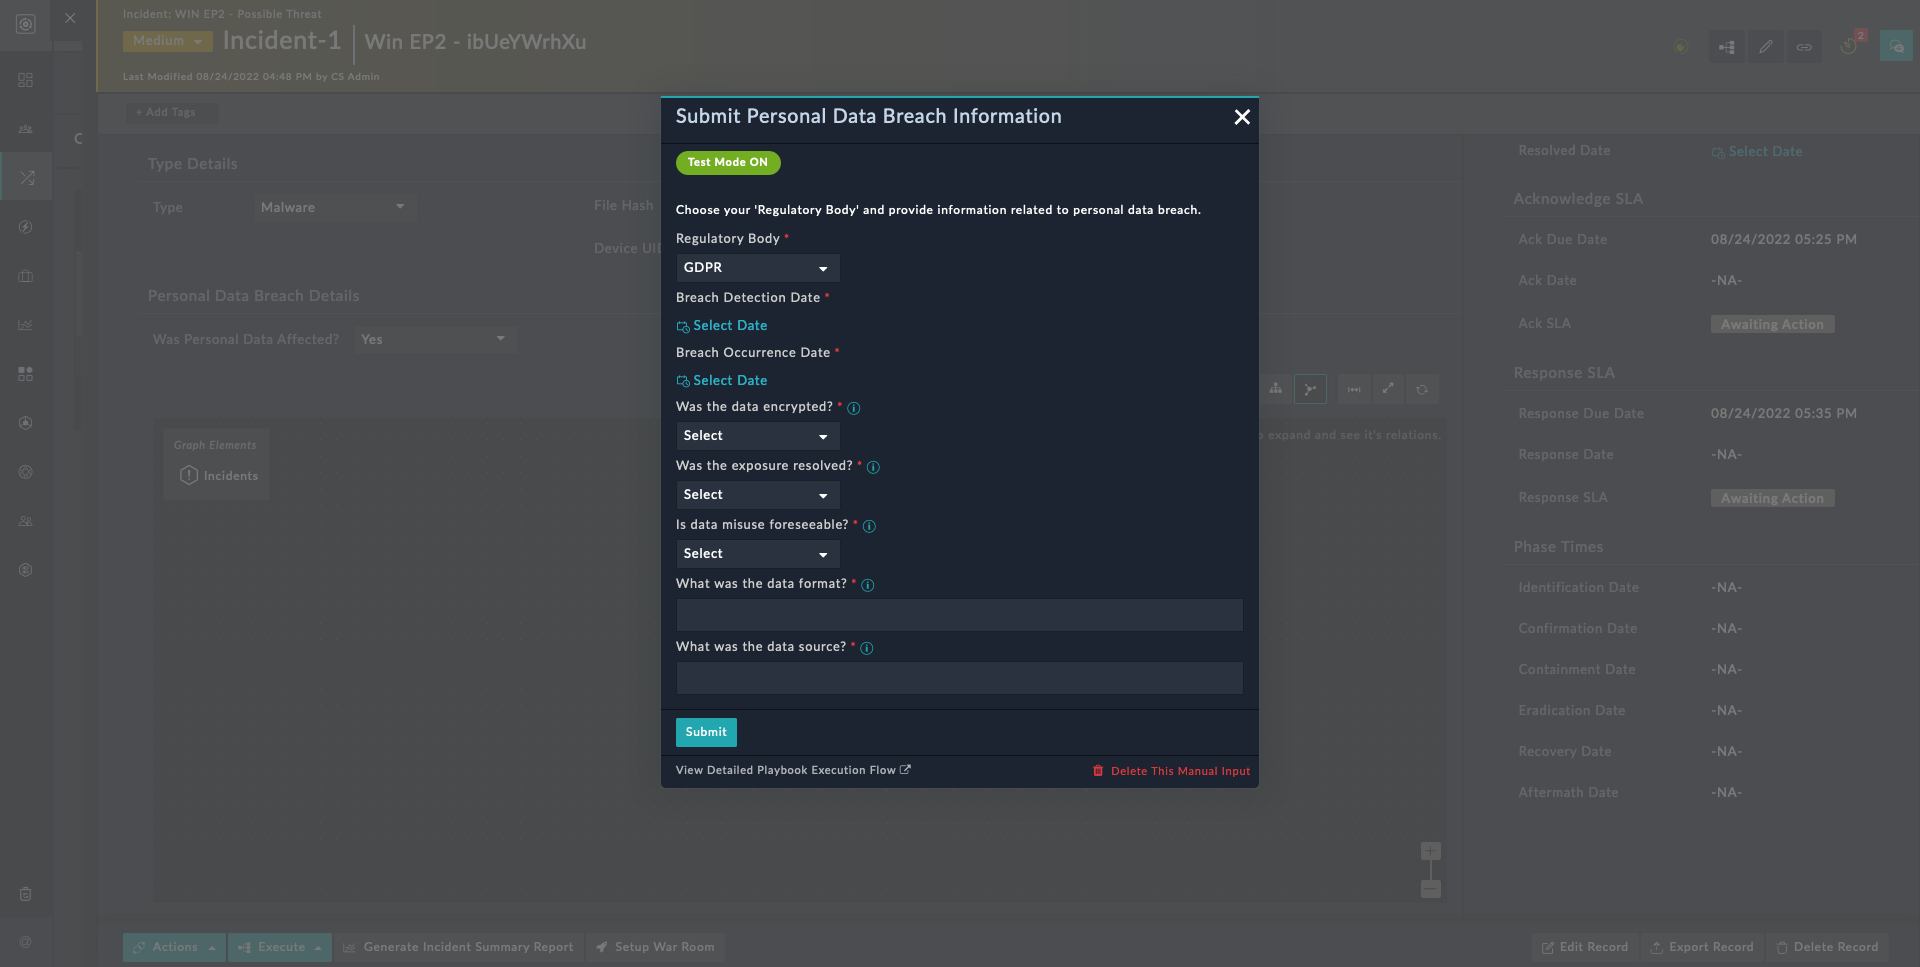 Incident: WIN EP2 - Possible Threat
Medium
Incident-1
Win EP2 - ibUeYWrhXu
Last Modified 08/24/2022 04:48 PM by CS Admin
2
+ Add Tags
Submit Personal Data Breach Information
Test Mode ON
Choose your 'Regulatory Body' and provide information related to personal data breach.
Regulatory Body *
GDPR
Breach Detection Date *
Select Date
Breach Occurrence Date *
Select Date
Was the data encrypted? *
Select
Was the exposure resolved? *
Select
Is data misuse foreseeable? *
Select
What was the data format? *
What was the data source? *
Submit
View Detailed Playbook Execution Flow
Delete This Manual Input
Type Details
Type
Malware
File Hash
Device UID
Personal Data Breach Details
Was Personal Data Affected?
Yes
Graph Elements
Incidents
expand and see it's relations.
+
−
Resolved Date
Select Date
Acknowledge SLA
Ack Due Date
08/24/2022 05:25 PM
Ack Date
-NA-
Ack SLA
Awaiting Action
Response SLA
Response Due Date
08/24/2022 05:35 PM
Response Date
-NA-
Response SLA
Awaiting Action
Phase Times
Identification Date
-NA-
Confirmation Date
-NA-
Containment Date
-NA-
Eradication Date
-NA-
Recovery Date
-NA-
Aftermath Date
-NA-
Actions
Execute
Generate Incident Summary Report
Setup War Room
Edit Record
Export Record
Delete Record